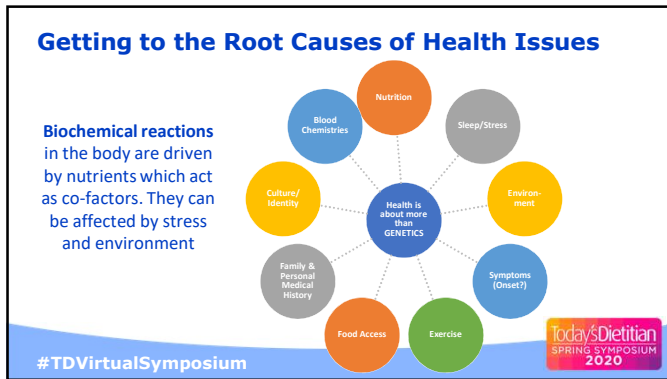 Getting to the Root Causes of Health Issues
Biochemical reactions
in the body are driven
by nutrients which act
as co-factors. They can
be affected by stress
and environment
Nutrition
Sleep/Stress
Environ-
ment
Symptoms
(Onset?)
Exercise
Food Access
Family &
Personal
Medical
History
Culture/
Identity
Blood
Chemistries
Health is
about more
than
GENETICS
#TDVirtualSymposium
Today'sDietitian
SPRING SYMPOSIUM
2020